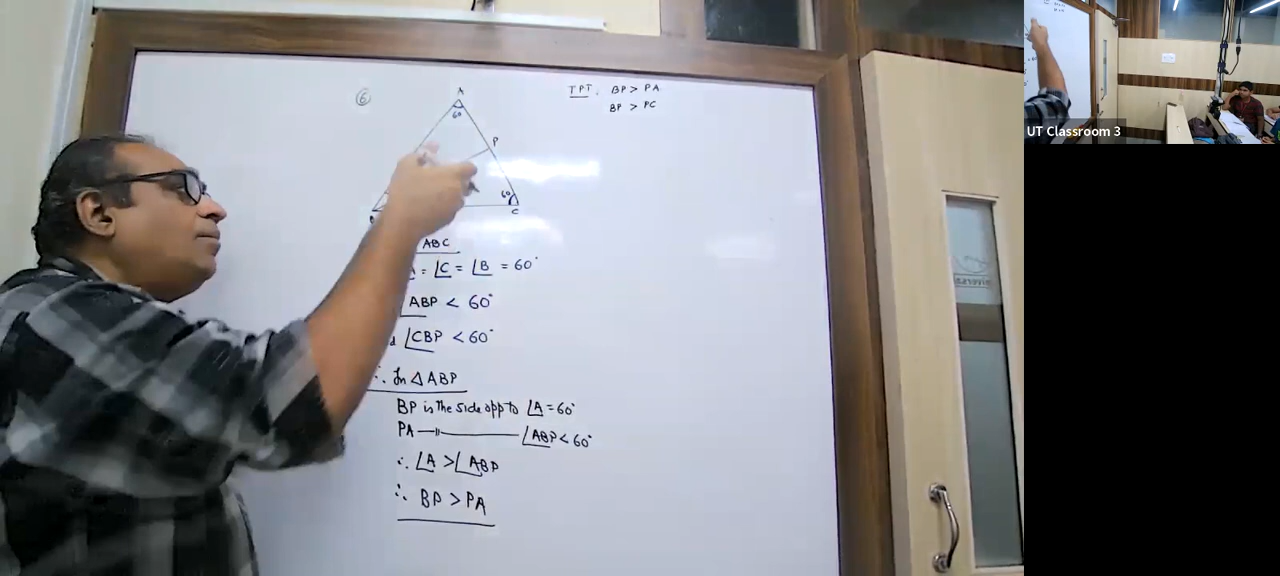 ⑥
TPT. BP > PA
BP > PC
A
60
P
60
C
ABC
= ∠C = ∠B = 60°
ABP < 60°
∠CBP < 60°
∴ In △ABP
BP is the side opp to ∠A = 60°
PA —॥— ∠ABP < 60°
∴ ∠A > ∠ABP
∴ BP > PA
UT Classroom 3